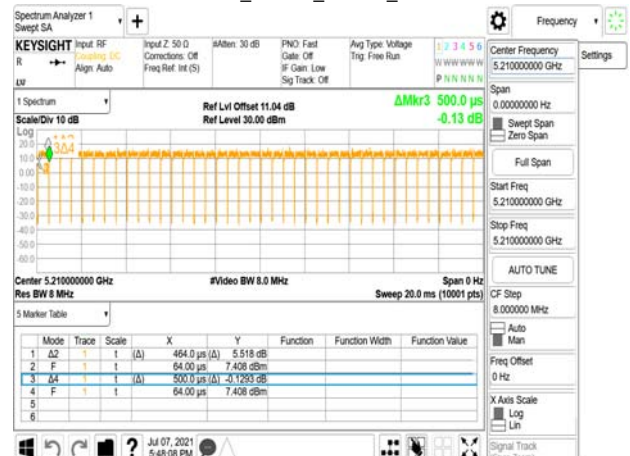 Spectrum Analyzer 1
Swept SA
+
Frequency
KEYSIGHT Input: RF Input Z: 50 Ω #Atten: 30 dB PNO: Fast Avg Type: Voltage 1 2 3 4 5 6
R Coupling: DC Corrections: Off Gate: Off Trig: Free Run W W W W W W
Align: Auto Freq Ref: Int (S) IF Gain: Low P N N N N N
Sig Track: Off
LXI
1 Spectrum
Scale/Div 10 dB
Ref Lvl Offset 11.04 dB
Ref Level 30.00 dBm
ΔMkr3 500.0 µs
-0.13 dB
Log
20.0
10.0
0.00
-10.0
-20.0
-30.0
-40.0
-50.0
-60.0
3Δ4
Center 5.210000000 GHz #Video BW 8.0 MHz Span 0 Hz
Res BW 8 MHz Sweep 20.0 ms (10001 pts)
5 Marker Table
Mode Trace Scale X Y Function Function Width Function Value
1 Δ2 1 t (Δ) 464.0 µs (Δ) 5.518 dB
2 F 1 t 64.00 µs 7.408 dBm
3 Δ4 1 t (Δ) 500.0 µs (Δ) -0.1293 dB
4 F 1 t 64.00 µs 7.408 dBm
5
6
?
Jul 07, 2021
5:48:08 PM
Center Frequency
5.210000000 GHz
Settings
Span
0.00000000 Hz
Swept Span
Zero Span
Full Span
Start Freq
5.210000000 GHz
Stop Freq
5.210000000 GHz
AUTO TUNE
CF Step
8.000000 MHz
Auto
Man
Freq Offset
0 Hz
X Axis Scale
Log
Lin
Signal Track